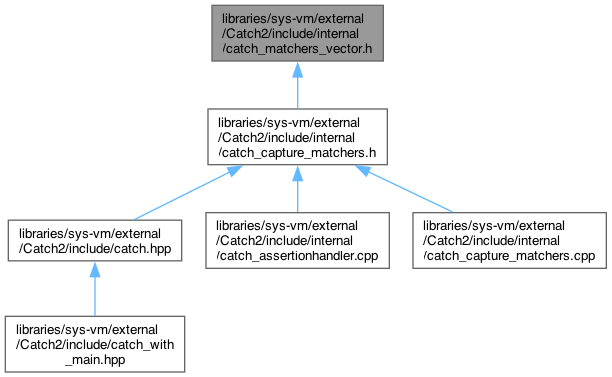 libraries/sys-vm/external
/Catch2/include/internal
/catch_matchers_vector.h
libraries/sys-vm/external
/Catch2/include/internal
/catch_capture_matchers.h
libraries/sys-vm/external
/Catch2/include/catch.hpp
libraries/sys-vm/external
/Catch2/include/internal
/catch_assertionhandler.cpp
libraries/sys-vm/external
/Catch2/include/internal
/catch_capture_matchers.cpp
libraries/sys-vm/external
/Catch2/include/catch_with
_main.hpp